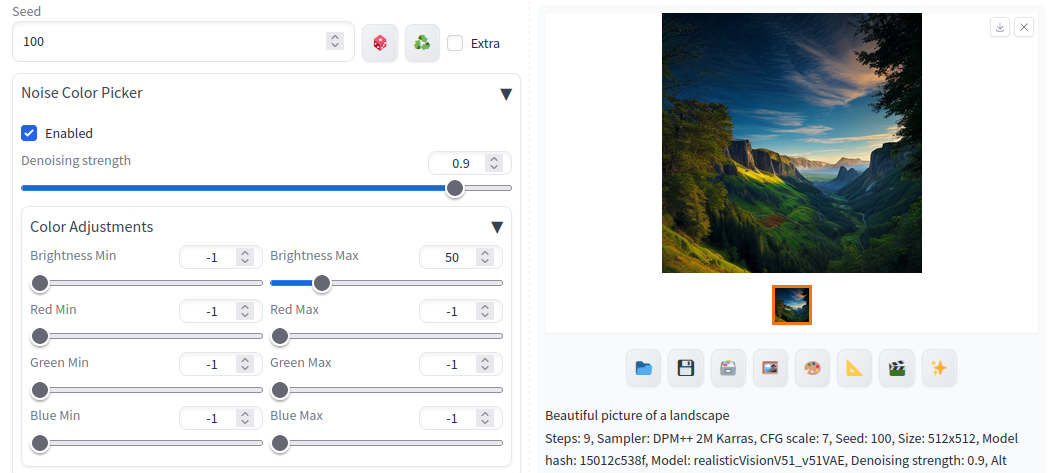 Seed
100
Extra
Noise Color Picker
Enabled
Denoising strength
0.9
Color Adjustments
Brightness Min
-1
Brightness Max
50
Red Min
-1
Red Max
-1
Green Min
-1
Green Max
-1
Blue Min
-1
Blue Max
-1
Beautiful picture of a landscape
Steps: 9, Sampler: DPM++ 2M Karras, CFG scale: 7, Seed: 100, Size: 512x512, Model
hash: 15012c538f, Model: realisticVisionV51_v51VAE, Denoising strength: 0.9, Alt